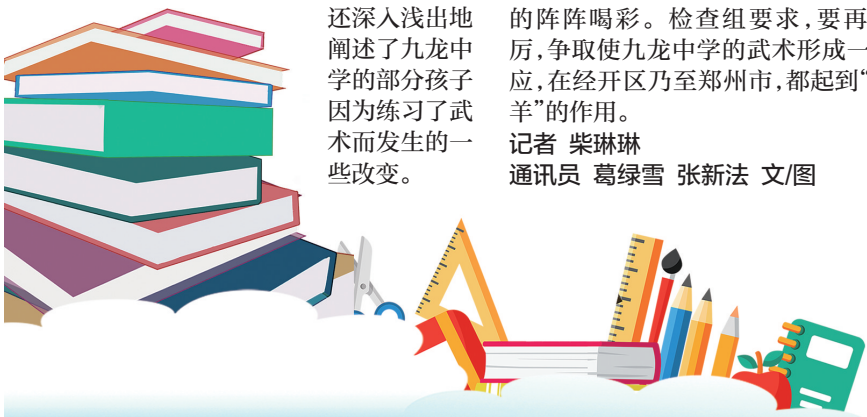 还深入浅出地
阐述了九龙中
学的部分孩子
因为练习了武
术而发生的一
些改变。
的阵阵喝彩。检查组要求,要再
厉,争取使九龙中学的武术形成一
应,在经开区乃至郑州市,都起到“
羊”的作用。
记者 柴琳琳
通讯员 葛绿雪 张新法 文/图